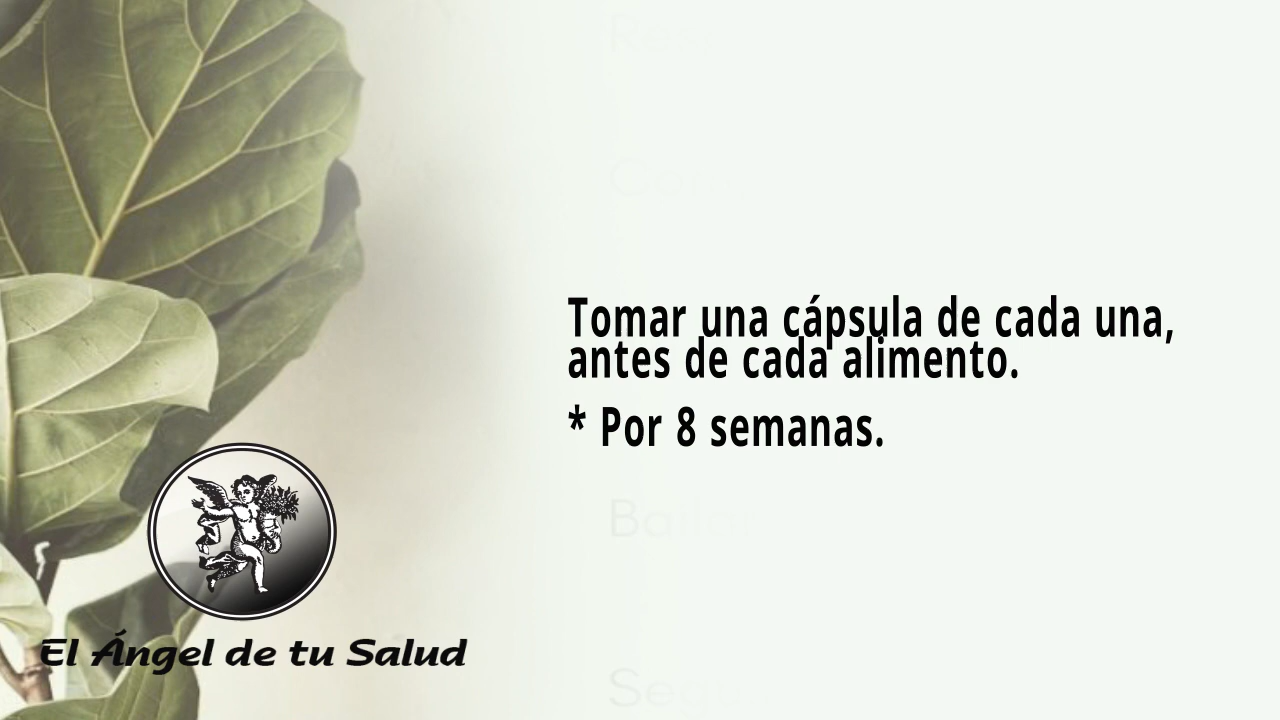 Tomar una cápsula de cada una,
antes de cada alimento.
* Por 8 semanas.
El Ángel de tu Salud